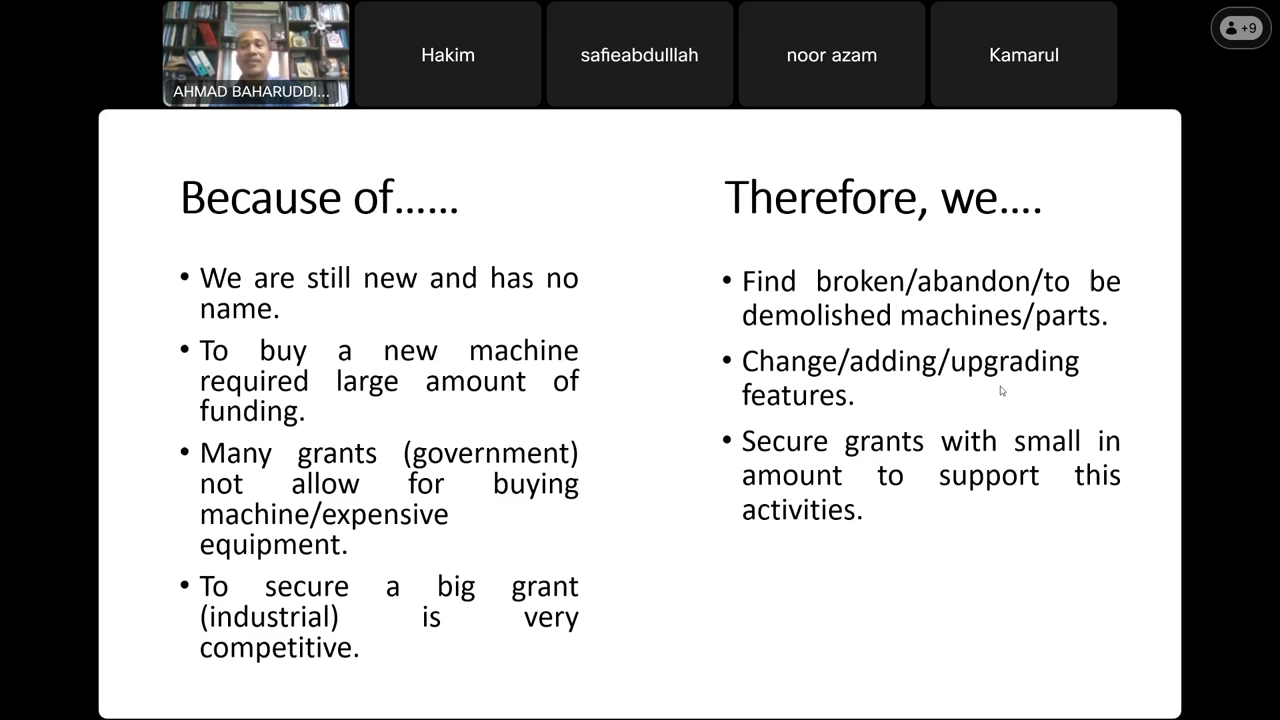 AHMAD BAHARUDDI...
Hakim
safieabdulllah
noor azam
Kamarul
+9
Because of......
We are still new and has no
name.
To buy a new machine
required large amount of
funding.
Many grants (government)
not allow for buying
machine/expensive
equipment.
To secure a big grant
(industrial) is very
competitive.
Therefore, we....
Find broken/abandon/to be
demolished machines/parts.
Change/adding/upgrading
features.
Secure grants with small in
amount to support this
activities.